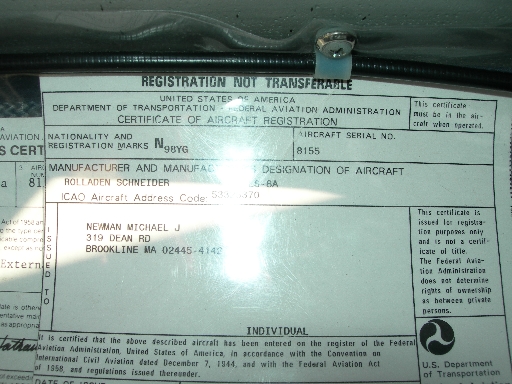 REGISTRATION NOT TRANSFERABLE
UNITED STATES OF AMERICA
DEPARTMENT OF TRANSPORTATION - FEDERAL AVIATION ADMINISTRATION
CERTIFICATE OF AIRCRAFT REGISTRATION
This certificate
must be in the air-
craft when operated.
NATIONALITY AND
REGISTRATION MARKS N98YG
AIRCRAFT SERIAL NO.
8155
MANUFACTURER AND DESIGNATION OF AIRCRAFT
ROLLADEN SCHNEIDER
ICAO Aircraft Address Code:
ISSUED TO
NEWMAN MICHAEL J
319 DEAN RD
BROOKLINE MA 02445-4142
This certificate is
issued for registra-
tion purposes only
and is not a certifi-
cate of title.
The Federal Avia-
tion Administration
does not determine
rights of ownership
as between private
persons.
INDIVIDUAL
It is certified that the above described aircraft has been entered on the register of the Federal
Aviation Administration, United States of America, in accordance with the Convention on
International Civil Aviation dated December 7, 1944, and with the Federal Aviation Act
of 1958, and regulations issued thereunder.
U.S. Department
of Transportation
AVIATION
S CERT
Extern